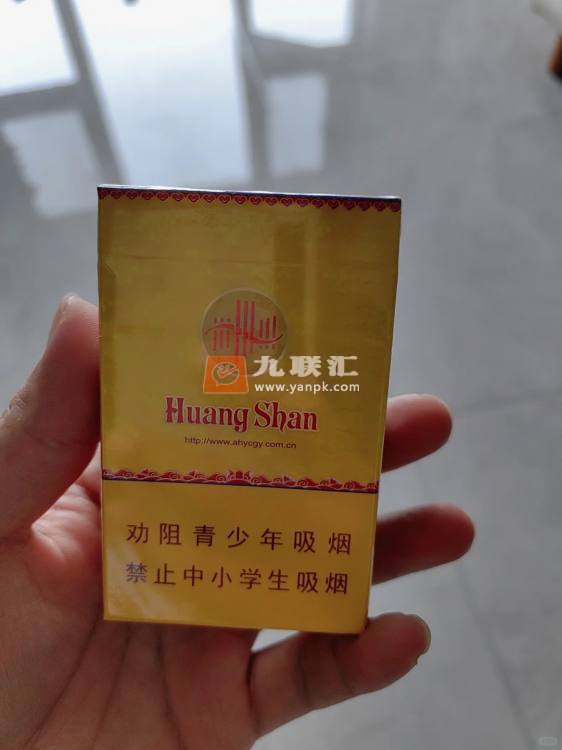 九联汇
www.yanpk.com
Huang Shan
http://www.ahycgy.com.cn
劝阻青少年吸烟
禁止中小学生吸烟